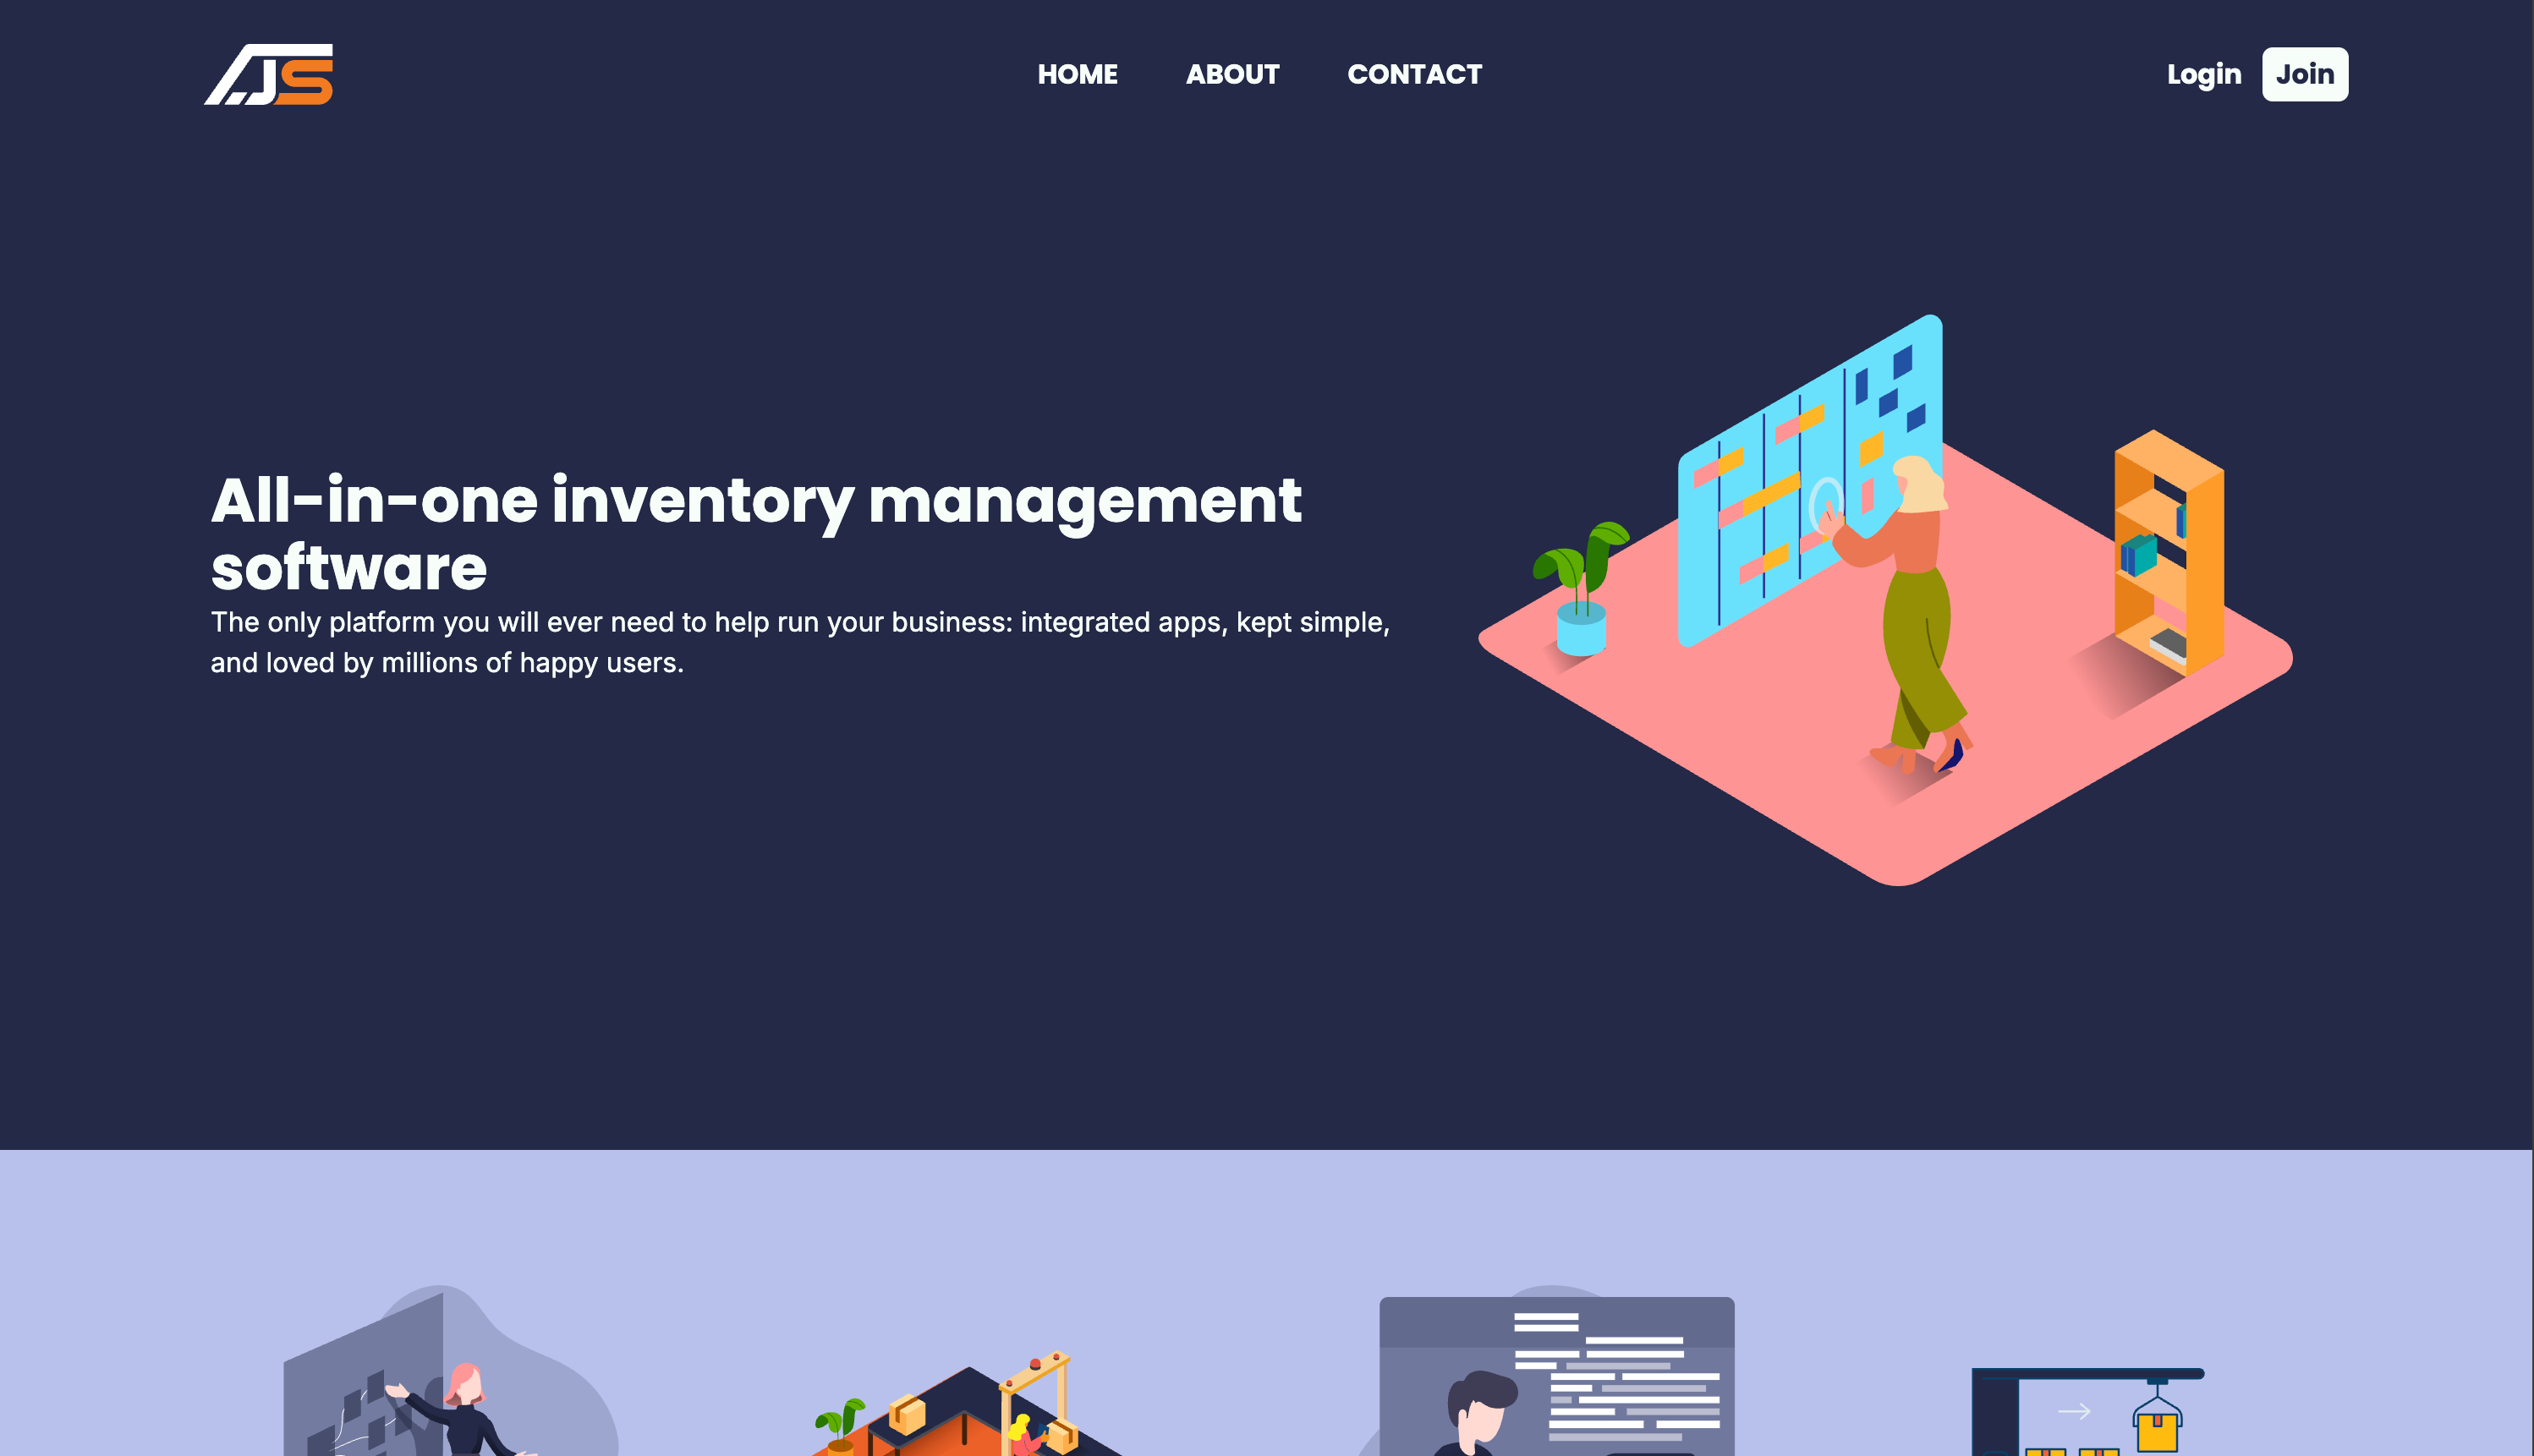 AJS
HOME
ABOUT
CONTACT
Login
Join
All-in-one inventory management
software
The only platform you will ever need to help run your business: integrated apps, kept simple,
and loved by millions of happy users.